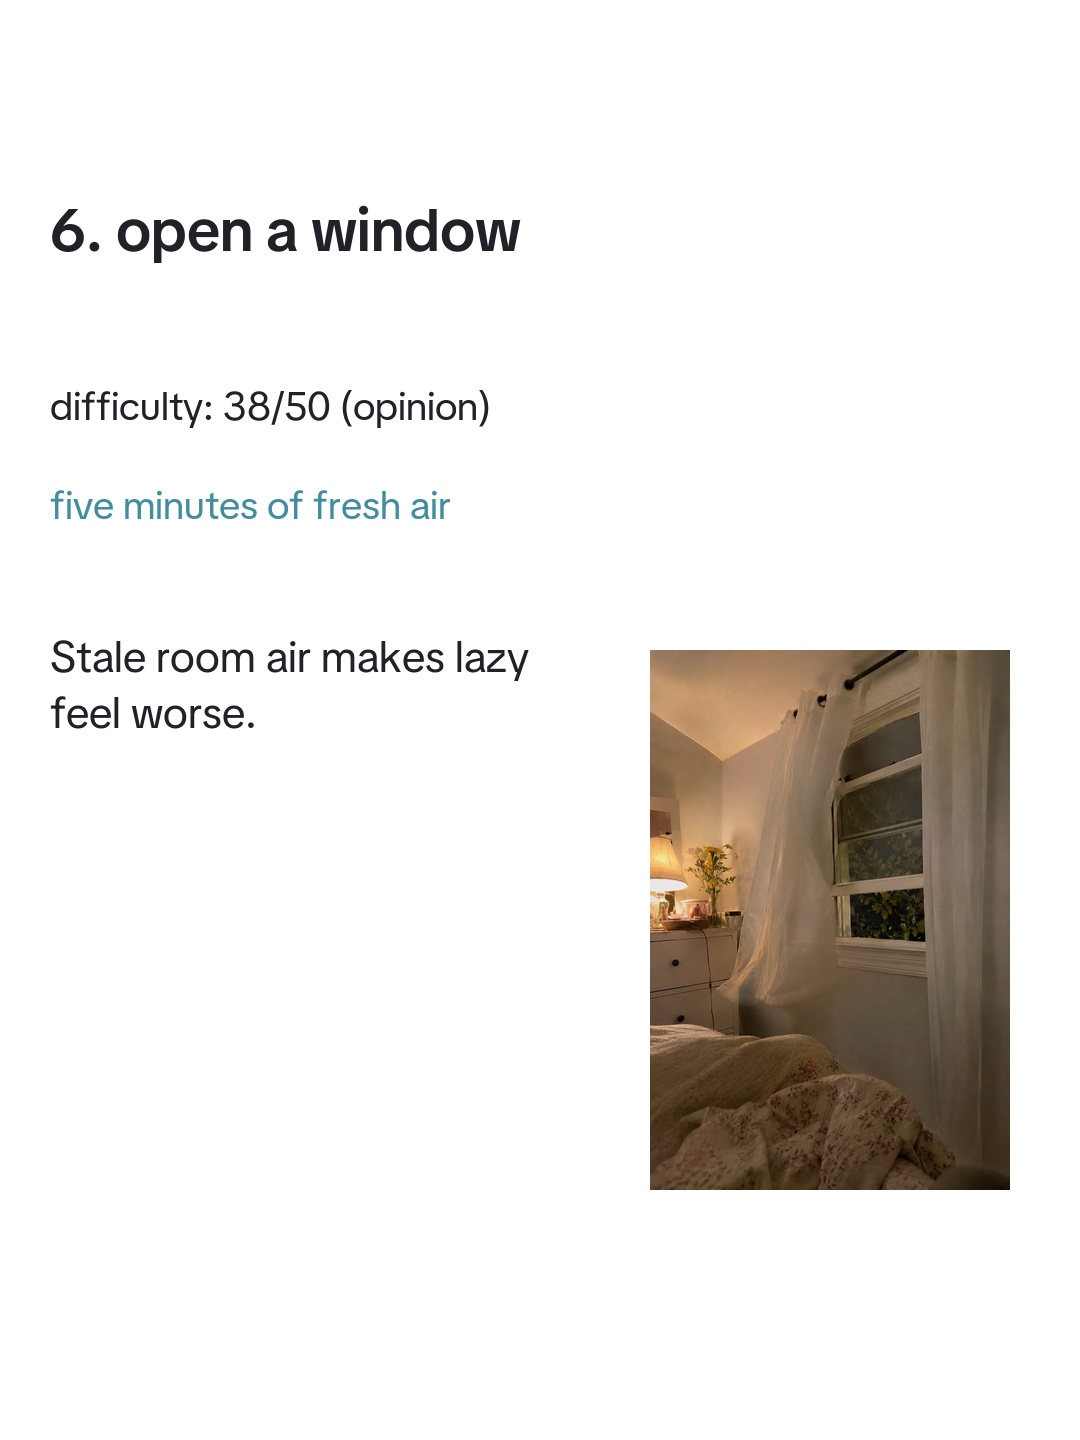 6. open a window
difficulty: 38/50 (opinion)
five minutes of fresh air
Stale room air makes lazy
feel worse.